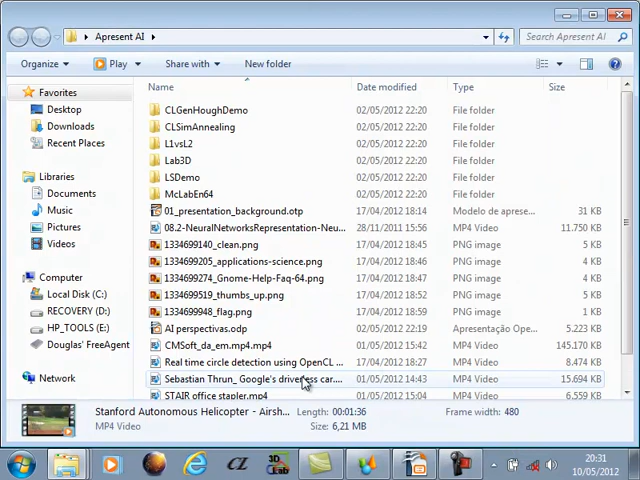 Apresent AI
Search Apresent AI
Organize
Play
Share with
New folder
Name
Date modified
Type
Size
Favorites
Desktop
Downloads
Recent Places
Libraries
Documents
Music
Pictures
Videos
Computer
Local Disk (C:)
RECOVERY (D:)
HP_TOOLS (E:)
Douglas' FreeAgent
Network
CLGenHoughDemo 02/05/2012 22:20 File folder
CLSimAnnealing 02/05/2012 22:20 File folder
L1vsL2 02/05/2012 22:20 File folder
Lab3D 02/05/2012 22:20 File folder
LSDemo 02/05/2012 22:20 File folder
McLabEn64 02/05/2012 22:20 File folder
01_presentation_background.otp 17/04/2012 18:14 Modelo de aprese... 31 KB
08.2-NeuralNetworksRepresentation-Neu... 28/11/2011 15:56 MP4 Video 11.750 KB
1334699140_clean.png 17/04/2012 18:45 PNG image 3 KB
1334699205_applications-science.png 17/04/2012 18:46 PNG image 4 KB
1334699274_Gnome-Help-Faq-64.png 17/04/2012 18:47 PNG image 4 KB
1334699519_thumbs_up.png 17/04/2012 18:52 PNG image 5 KB
1334699948_flag.png 17/04/2012 18:59 PNG image 3 KB
AI perspectivas.odp 02/05/2012 22:19 Apresentação Ope... 5.223 KB
CMSoft_da_em.mp4.mp4 01/05/2012 22:25 MP4 Video 145.170 KB
Real time circle detection using OpenCL ... 17/04/2012 18:27 MP4 Video 8.474 KB
Sebastian Thrun_ Google's driverless car.... 01/05/2012 14:43 MP4 Video 15.694 KB
STAIR office stapler.mp4 01/05/2012 15:04 MP4 Video 6.559 KB
Stanford Autonomous Helicopter - Airsh... Length: 00:01:36 Frame width: 480
MP4 Video Size: 6,21 MB
3D Lab
20:31
10/05/2012